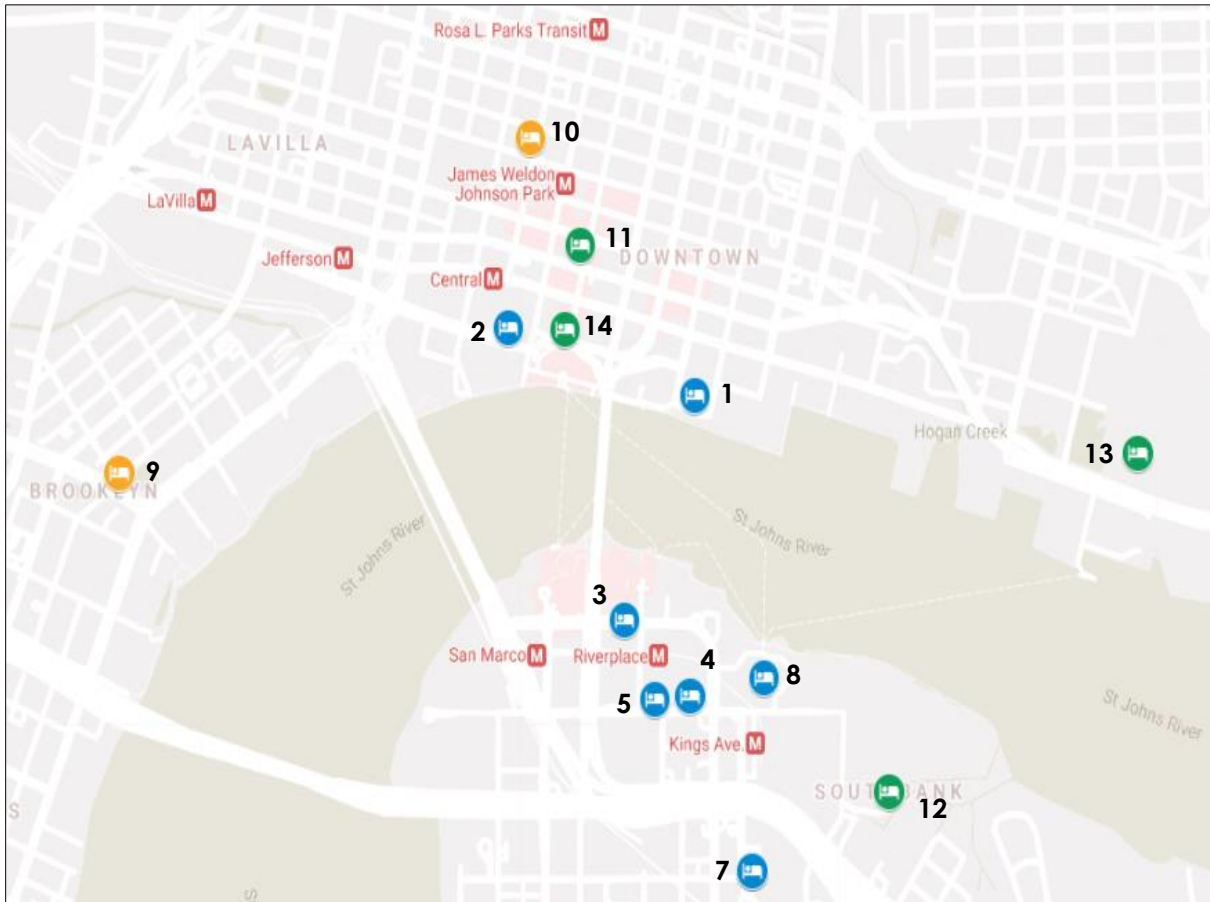 Rosa L. Parks Transit M
10
LAVILLA
James Weldon
Johnson Park M
LaVilla M
11
DOWNTOWN
Jefferson M
Central M
2
14
1
Hogan Creek
13
9
BROOKLYN
St Johns River
St Johns River
3
San Marco M
Riverplace M
4
8
5
St Johns River
Kings Ave. M
SOUTHBANK
12
S
7
S